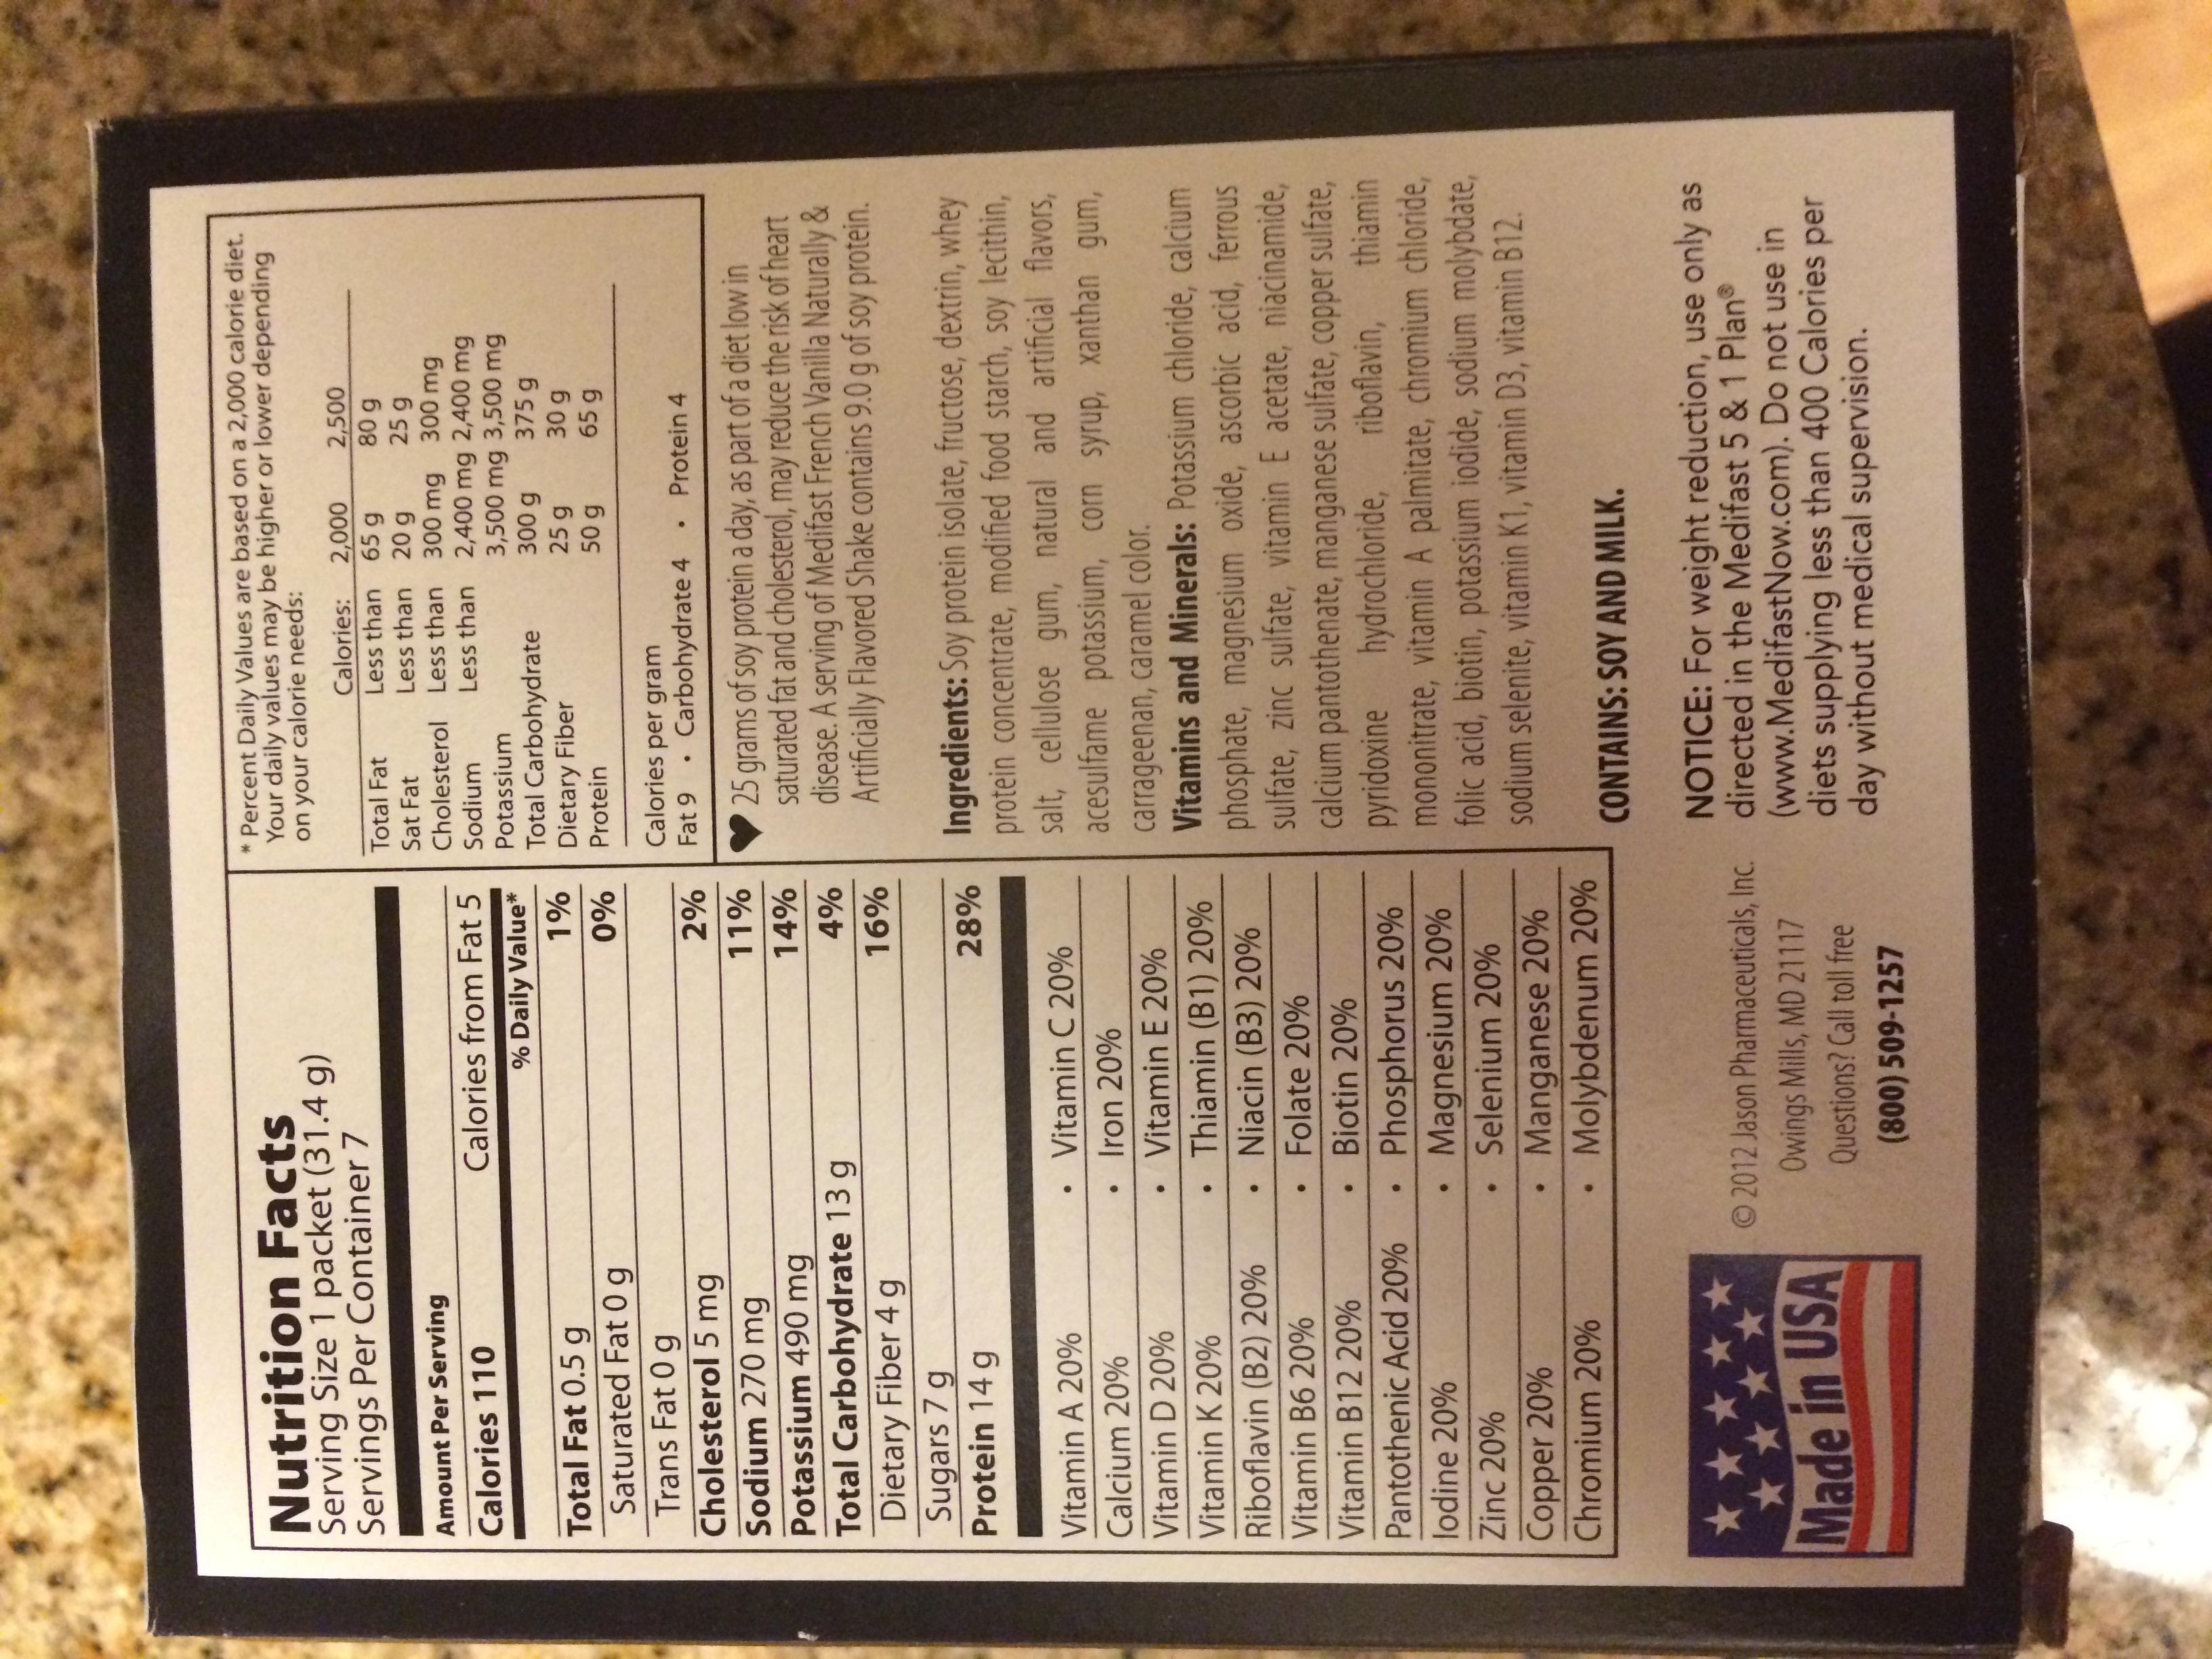 Nutrition Facts
Serving Size 1 packet (31.4 g)
Servings Per Container 7
Amount Per Serving
Calories 110 Calories from Fat 5
% Daily Value*
Total Fat 0.5 g 1%
Saturated Fat 0 g 0%
Trans Fat 0 g
Cholesterol 5 mg 2%
Sodium 270 mg 11%
Potassium 490 mg 14%
Total Carbohydrate 13 g 4%
Dietary Fiber 4 g 16%
Sugars 7 g
Protein 14 g 28%
Vitamin A 20% • Vitamin C 20%
Calcium 20% • Iron 20%
Vitamin D 20% • Vitamin E 20%
Vitamin K 20% • Thiamin (B1) 20%
Riboflavin (B2) 20% • Niacin (B3) 20%
Vitamin B6 20% • Folate 20%
Vitamin B12 20% • Biotin 20%
Pantothenic Acid 20% • Phosphorus 20%
Iodine 20% • Magnesium 20%
Zinc 20% • Selenium 20%
Copper 20% • Manganese 20%
Chromium 20% • Molybdenum 20%
* Percent Daily Values are based on a 2,000 calorie diet.
Your daily values may be higher or lower depending
on your calorie needs:
Calories: 2,000 2,500
Total Fat Less than 65 g 80 g
Sat Fat Less than 20 g 25 g
Cholesterol Less than 300 mg 300 mg
Sodium Less than 2,400 mg 2,400 mg
Potassium 3,500 mg 3,500 mg
Total Carbohydrate 300 g 375 g
Dietary Fiber 25 g 30 g
Protein 50 g 65 g
Calories per gram
Fat 9 • Carbohydrate 4 • Protein 4
♥ 25 grams of soy protein a day, as part of a diet low in
saturated fat and cholesterol, may reduce the risk of heart
disease. A serving of Medifast French Vanilla Naturally &
Artificially Flavored Shake contains 9.0 g of soy protein.
Ingredients: Soy protein isolate, fructose, dextrin, whey
protein concentrate, modified food starch, soy lecithin,
salt, cellulose gum, natural and artificial flavors,
acesulfame potassium, corn syrup, xanthan gum,
carrageenan, caramel color.
Vitamins and Minerals: Potassium chloride, calcium
phosphate, magnesium oxide, ascorbic acid, ferrous
sulfate, zinc sulfate, vitamin E acetate, niacinamide,
calcium pantothenate, manganese sulfate, copper sulfate,
pyridoxine hydrochloride, riboflavin, thiamin
mononitrate, vitamin A palmitate, chromium chloride,
folic acid, biotin, potassium iodide, sodium molybdate,
sodium selenite, vitamin K1, vitamin D3, vitamin B12.
CONTAINS: SOY AND MILK.
Made in USA
© 2012 Jason Pharmaceuticals, Inc.
Owings Mills, MD 21117
Questions? Call toll free
(800) 509-1257
NOTICE: For weight reduction, use only as
directed in the Medifast 5 & 1 Plan®
(www.MedifastNow.com). Do not use in
diets supplying less than 400 Calories per
day without medical supervision.